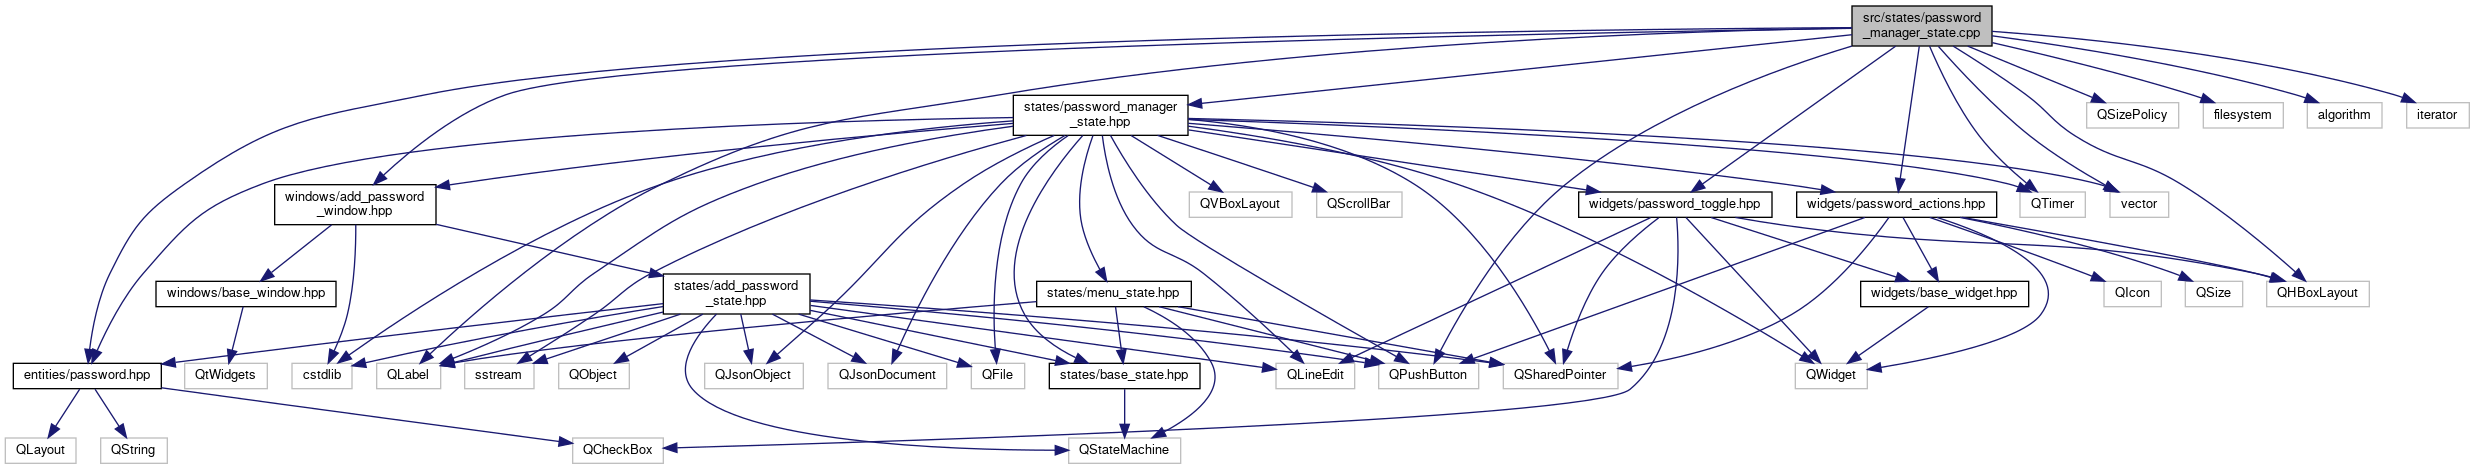 src/states/password
_manager_state.cpp
states/password_manager
_state.hpp
QSizePolicy
filesystem
algorithm
iterator
windows/add_password
_window.hpp
QVBoxLayout
QScrollBar
widgets/password_toggle.hpp
widgets/password_actions.hpp
QTimer
vector
windows/base_window.hpp
states/add_password
_state.hpp
states/menu_state.hpp
widgets/base_widget.hpp
QIcon
QSize
QHBoxLayout
entities/password.hpp
QtWidgets
cstdlib
QLabel
sstream
QObject
QJsonObject
QJsonDocument
QFile
states/base_state.hpp
QLineEdit
QPushButton
QSharedPointer
QWidget
QLayout
QString
QCheckBox
QStateMachine